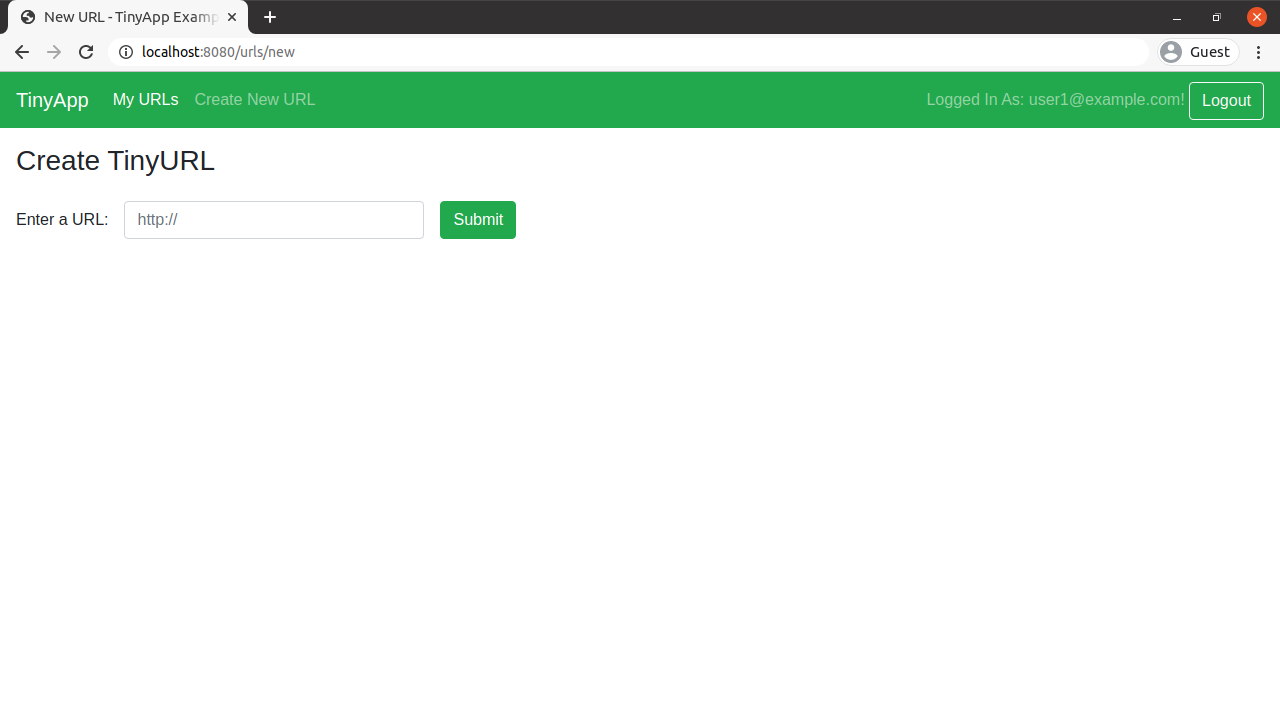 New URL - TinyApp Examp
localhost:8080/urls/new
Guest
TinyApp My URLs Create New URL Logged In As: user1@example.com! Logout
Create TinyURL
Enter a URL: http:// Submit